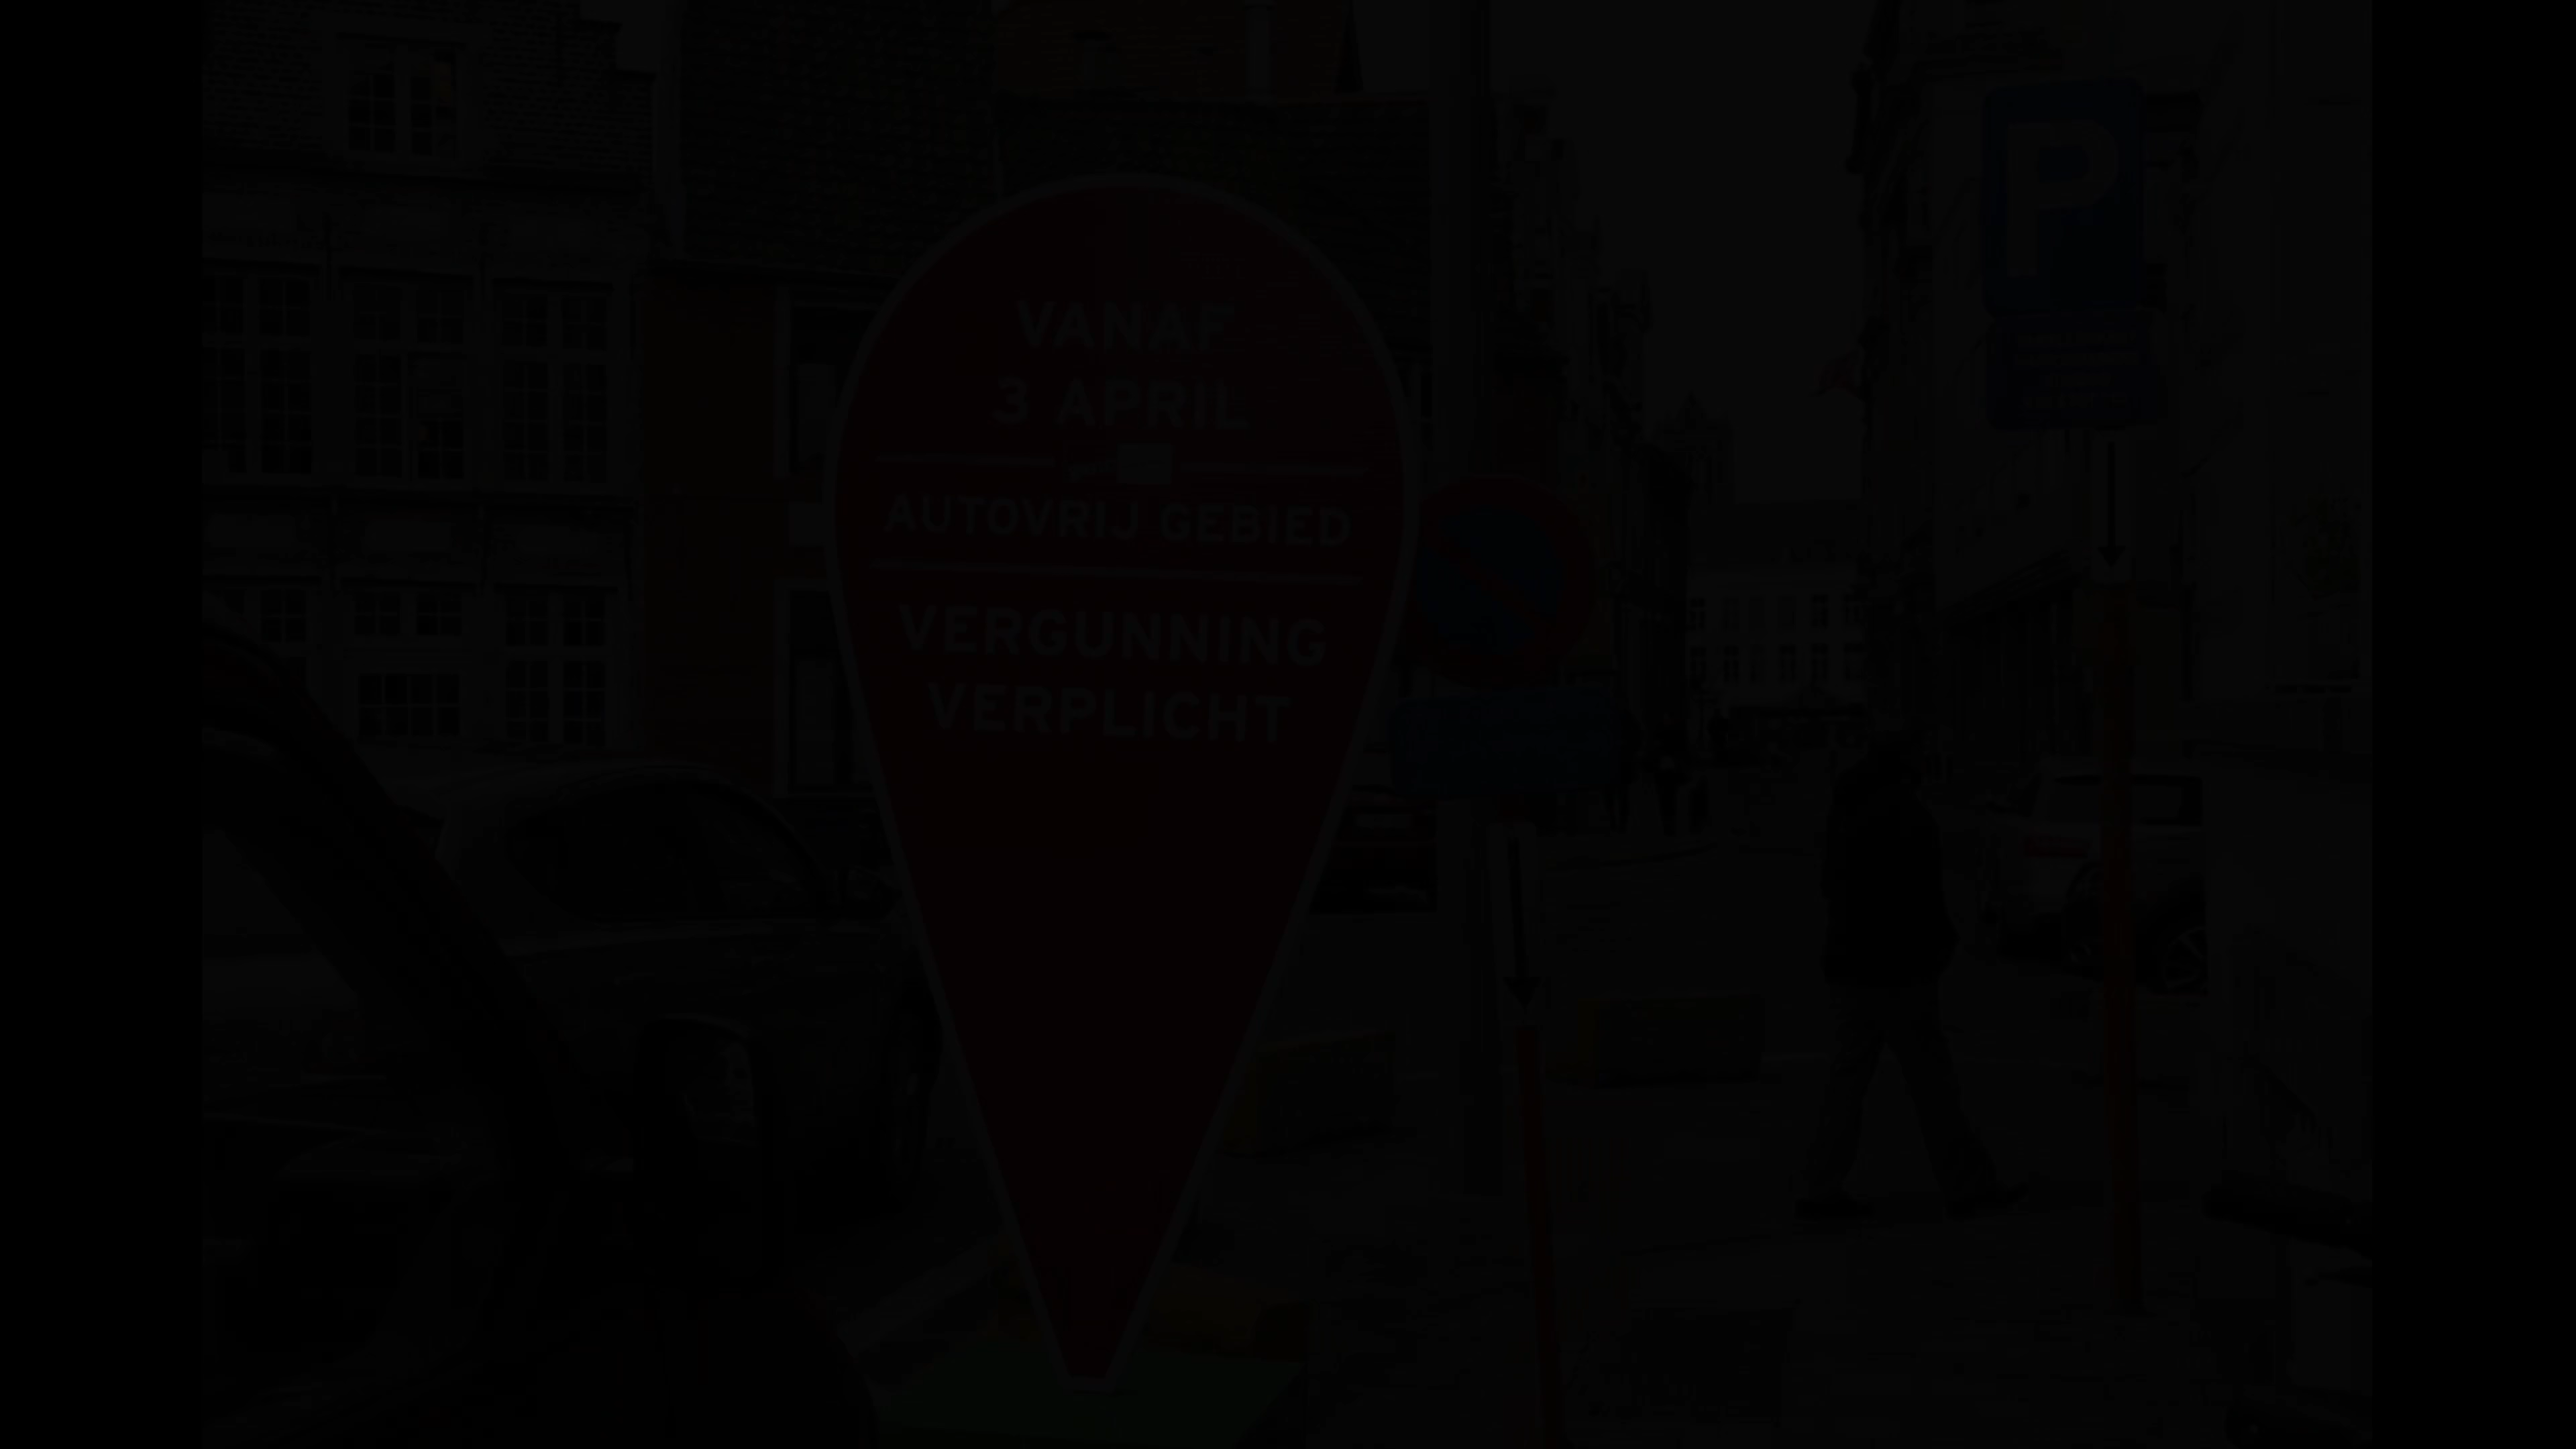 VANAF
3 APRIL
AUTOVRIJ GEBIED
VERGUNNING
VERPLICHT
P